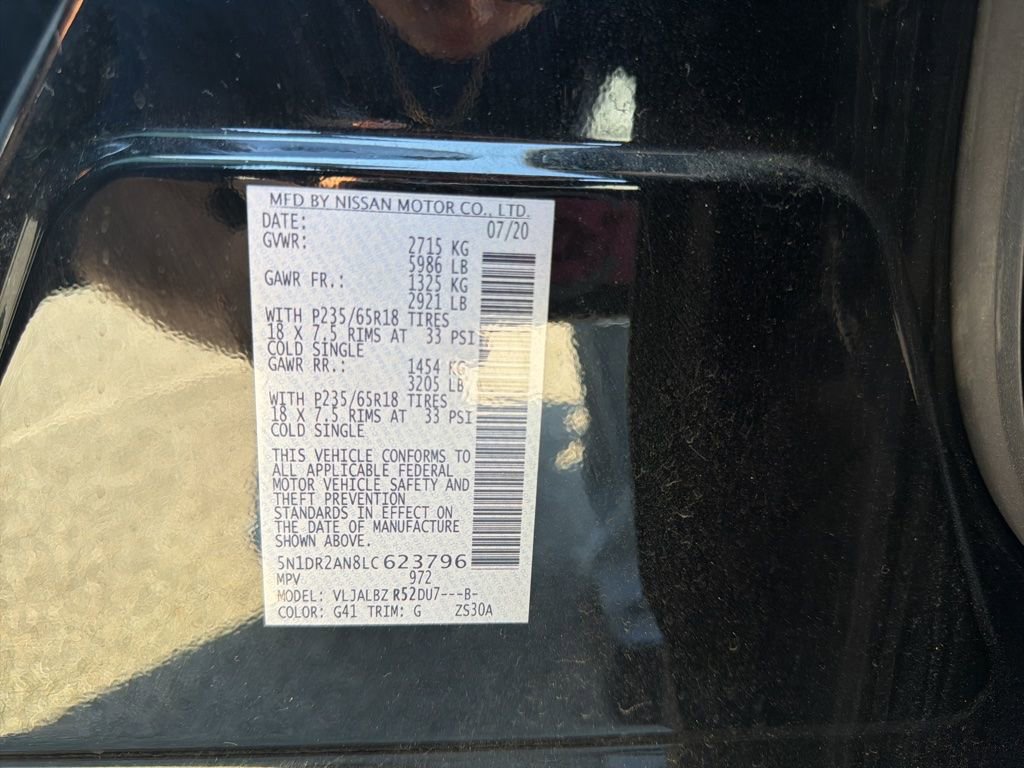 MFD BY NISSAN MOTOR CO., LTD.
DATE: 07/20
GVWR: 2715 KG
5986 LB
GAWR FR.: 1325 KG
2921 LB
WITH P235/65R18 TIRES
18 X 7.5 RIMS AT 33 PSI
COLD SINGLE
GAWR RR.: 1454 KG
3205 LB
WITH P235/65R18 TIRES
18 X 7.5 RIMS AT 33 PSI
COLD SINGLE
THIS VEHICLE CONFORMS TO
ALL APPLICABLE FEDERAL
MOTOR VEHICLE SAFETY AND
THEFT PREVENTION
STANDARDS IN EFFECT ON
THE DATE OF MANUFACTURE
SHOWN ABOVE.
5N1DR2AN8LC623796
MPV 972
MODEL: VLJALBZ R52DU7---B-
COLOR: G41 TRIM: G ZS30A